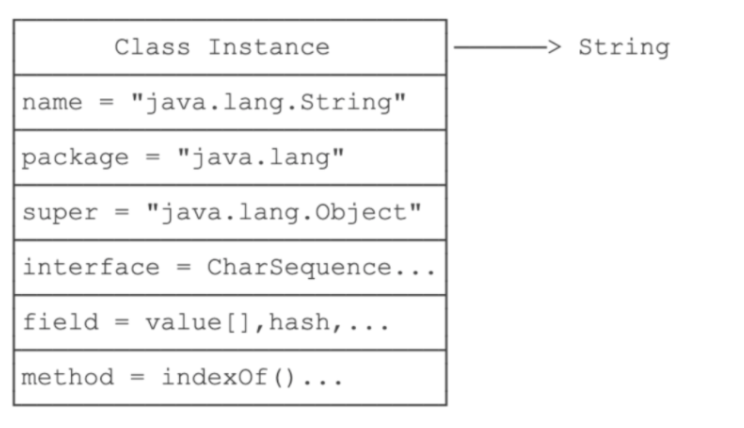 Class Instance ———> String
name = "java.lang.String"
package = "java.lang"
super = "java.lang.Object"
interface = CharSequence...
field = value[],hash,...
method = indexOf()...